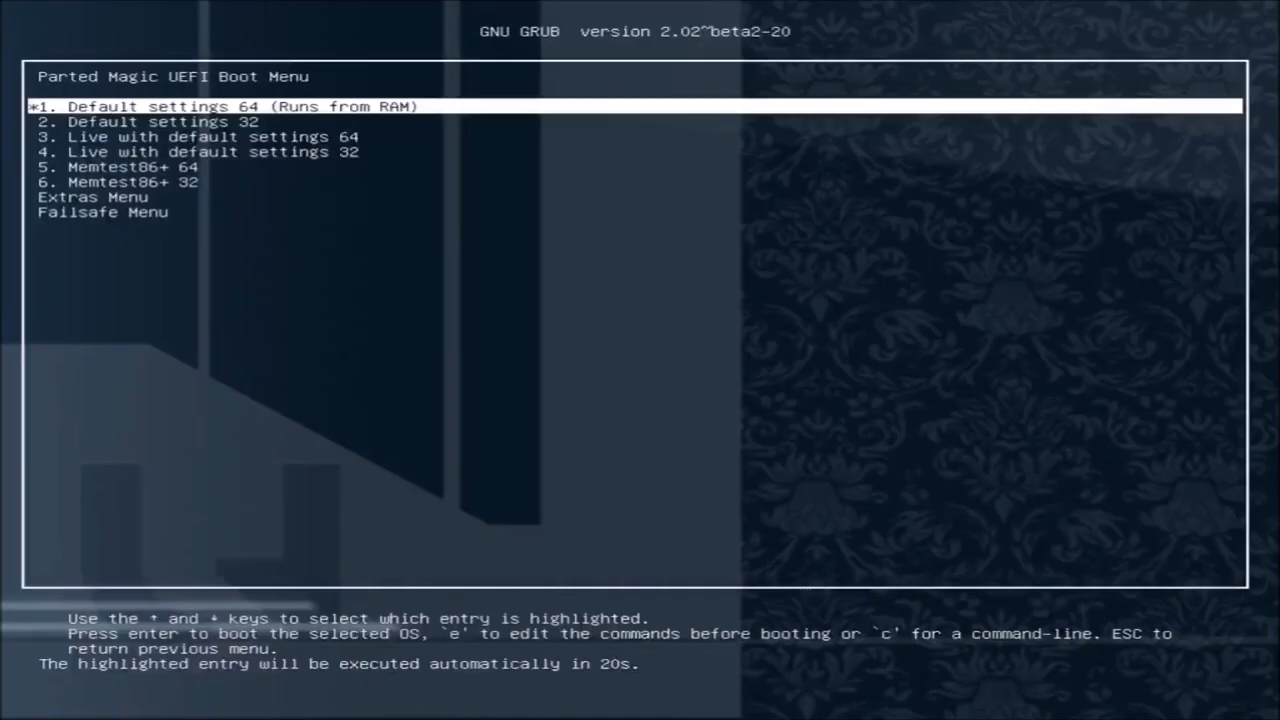 GNU GRUB version 2.02~beta2-20
Parted Magic UEFI Boot Menu
*1. Default settings 64 (Runs from RAM)
2. Default settings 32
3. Live with default settings 64
4. Live with default settings 32
5. Memtest86+ 64
6. Memtest86+ 32
Extras Menu
Failsafe Menu
Use the ↑ and ↓ keys to select which entry is highlighted.
Press enter to boot the selected OS, `e' to edit the commands before booting or `c' for a command-line. ESC to
return previous menu.
The highlighted entry will be executed automatically in 20s.